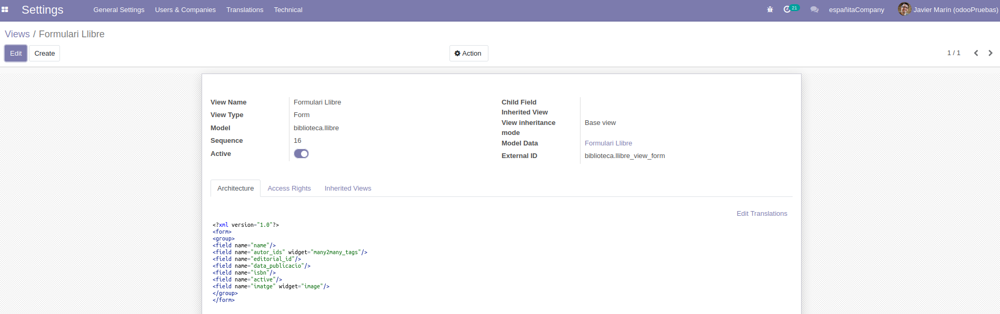 Settings General Settings Users & Companies Translations Technical 21 españitaCompany Javier Marín (odooPruebas)
Views / Formulari Llibre
Edit Create Action 1 / 1
View Name Formulari Llibre
View Type Form
Model biblioteca.llibre
Sequence 16
Active
Child Field
Inherited View
View inheritance mode Base view
Model Data Formulari Llibre
External ID biblioteca.llibre_view_form
Architecture Access Rights Inherited Views
Edit Translations
<?xml version="1.0"?>
<form>
<group>
<field name="name"/>
<field name="autor_ids" widget="many2many_tags"/>
<field name="editorial_id"/>
<field name="data_publicacio"/>
<field name="isbn"/>
<field name="active"/>
<field name="imatge" widget="image"/>
</group>
</form>